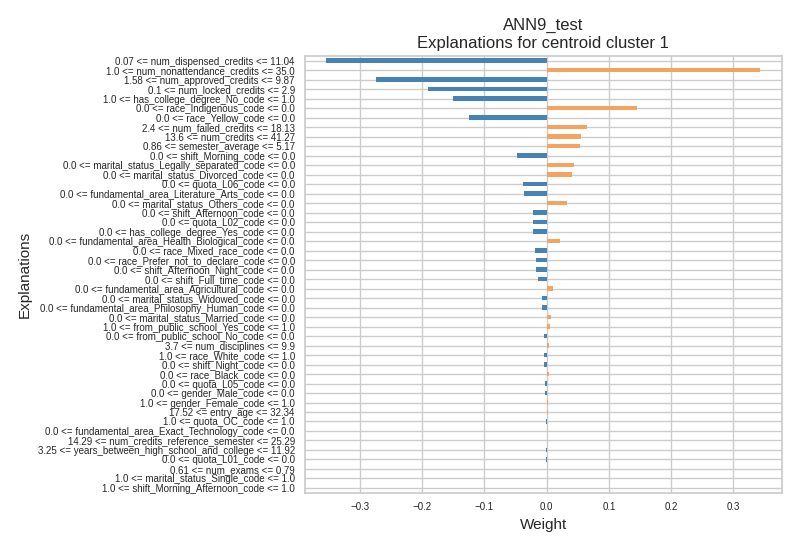 ANN9_test
Explanations for centroid cluster 1
Explanations
0.07 <= num_dispensed_credits <= 11.04
1.0 <= num_nonattendance_credits <= 35.0
1.58 <= num_approved_credits <= 9.87
0.1 <= num_locked_credits <= 2.9
1.0 <= has_college_degree_No_code <= 1.0
0.0 <= race_Indigenous_code <= 0.0
0.0 <= race_Yellow_code <= 0.0
2.4 <= num_failed_credits <= 18.13
13.6 <= num_credits <= 41.27
0.86 <= semester_average <= 5.17
0.0 <= shift_Morning_code <= 0.0
0.0 <= marital_status_Legally_separated_code <= 0.0
0.0 <= marital_status_Divorced_code <= 0.0
0.0 <= quota_L06_code <= 0.0
0.0 <= fundamental_area_Literature_Arts_code <= 0.0
0.0 <= marital_status_Others_code <= 0.0
0.0 <= shift_Afternoon_code <= 0.0
0.0 <= quota_L02_code <= 0.0
0.0 <= has_college_degree_Yes_code <= 0.0
0.0 <= fundamental_area_Health_Biological_code <= 0.0
0.0 <= race_Mixed_race_code <= 0.0
0.0 <= race_Prefer_not_to_declare_code <= 0.0
0.0 <= shift_Afternoon_Night_code <= 0.0
0.0 <= shift_Full_time_code <= 0.0
0.0 <= fundamental_area_Agricultural_code <= 0.0
0.0 <= marital_status_Widowed_code <= 0.0
0.0 <= fundamental_area_Philosophy_Human_code <= 0.0
0.0 <= marital_status_Married_code <= 0.0
1.0 <= from_public_school_Yes_code <= 1.0
0.0 <= from_public_school_No_code <= 0.0
3.7 <= num_disciplines <= 9.9
1.0 <= race_White_code <= 1.0
0.0 <= shift_Night_code <= 0.0
0.0 <= race_Black_code <= 0.0
0.0 <= quota_L05_code <= 0.0
0.0 <= gender_Male_code <= 0.0
1.0 <= gender_Female_code <= 1.0
17.52 <= entry_age <= 32.34
1.0 <= quota_OC_code <= 1.0
0.0 <= fundamental_area_Exact_Technology_code <= 0.0
14.29 <= num_credits_reference_semester <= 25.29
3.25 <= years_between_high_school_and_college <= 11.92
0.0 <= quota_L01_code <= 0.0
0.61 <= num_exams <= 0.79
1.0 <= marital_status_Single_code <= 1.0
1.0 <= shift_Morning_Afternoon_code <= 1.0
−0.3 −0.2 −0.1 0.0 0.1 0.2 0.3
Weight